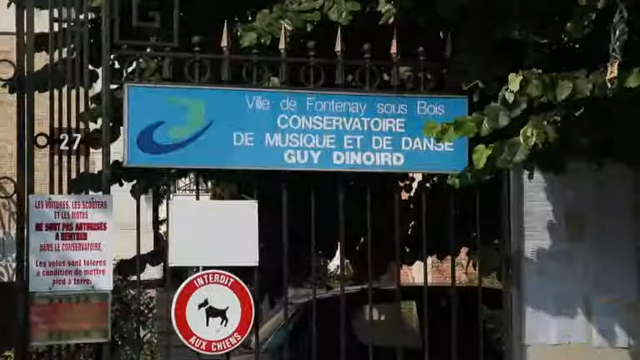 Ville de Fontenay sous Bois
CONSERVATOIRE
DE MUSIQUE ET DE DANSE
GUY DINOIRD
27
LES VOITURES, LES SCOOTERS
ET LES MOTOS
NE SONT PAS AUTORISÉS
À RENTRER
DANS LE CONSERVATOIRE.
Les vélos sont tolérés
à condition de mettre
pied à terre.
INTERDIT
AUX CHIENS